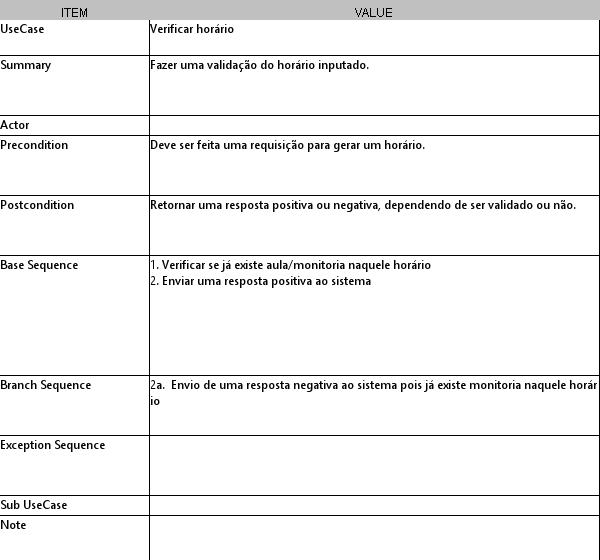 ITEM VALUE
UseCase Verificar horário
Summary Fazer uma validação do horário inputado.
Actor
Precondition Deve ser feita uma requisição para gerar um horário.
Postcondition Retornar uma resposta positiva ou negativa, dependendo de ser validado ou não.
Base Sequence 1. Verificar se já existe aula/monitoria naquele horário
2. Enviar uma resposta positiva ao sistema
Branch Sequence 2a.  Envio de uma resposta negativa ao sistema pois já existe monitoria naquele horár
io
Exception Sequence
Sub UseCase
Note